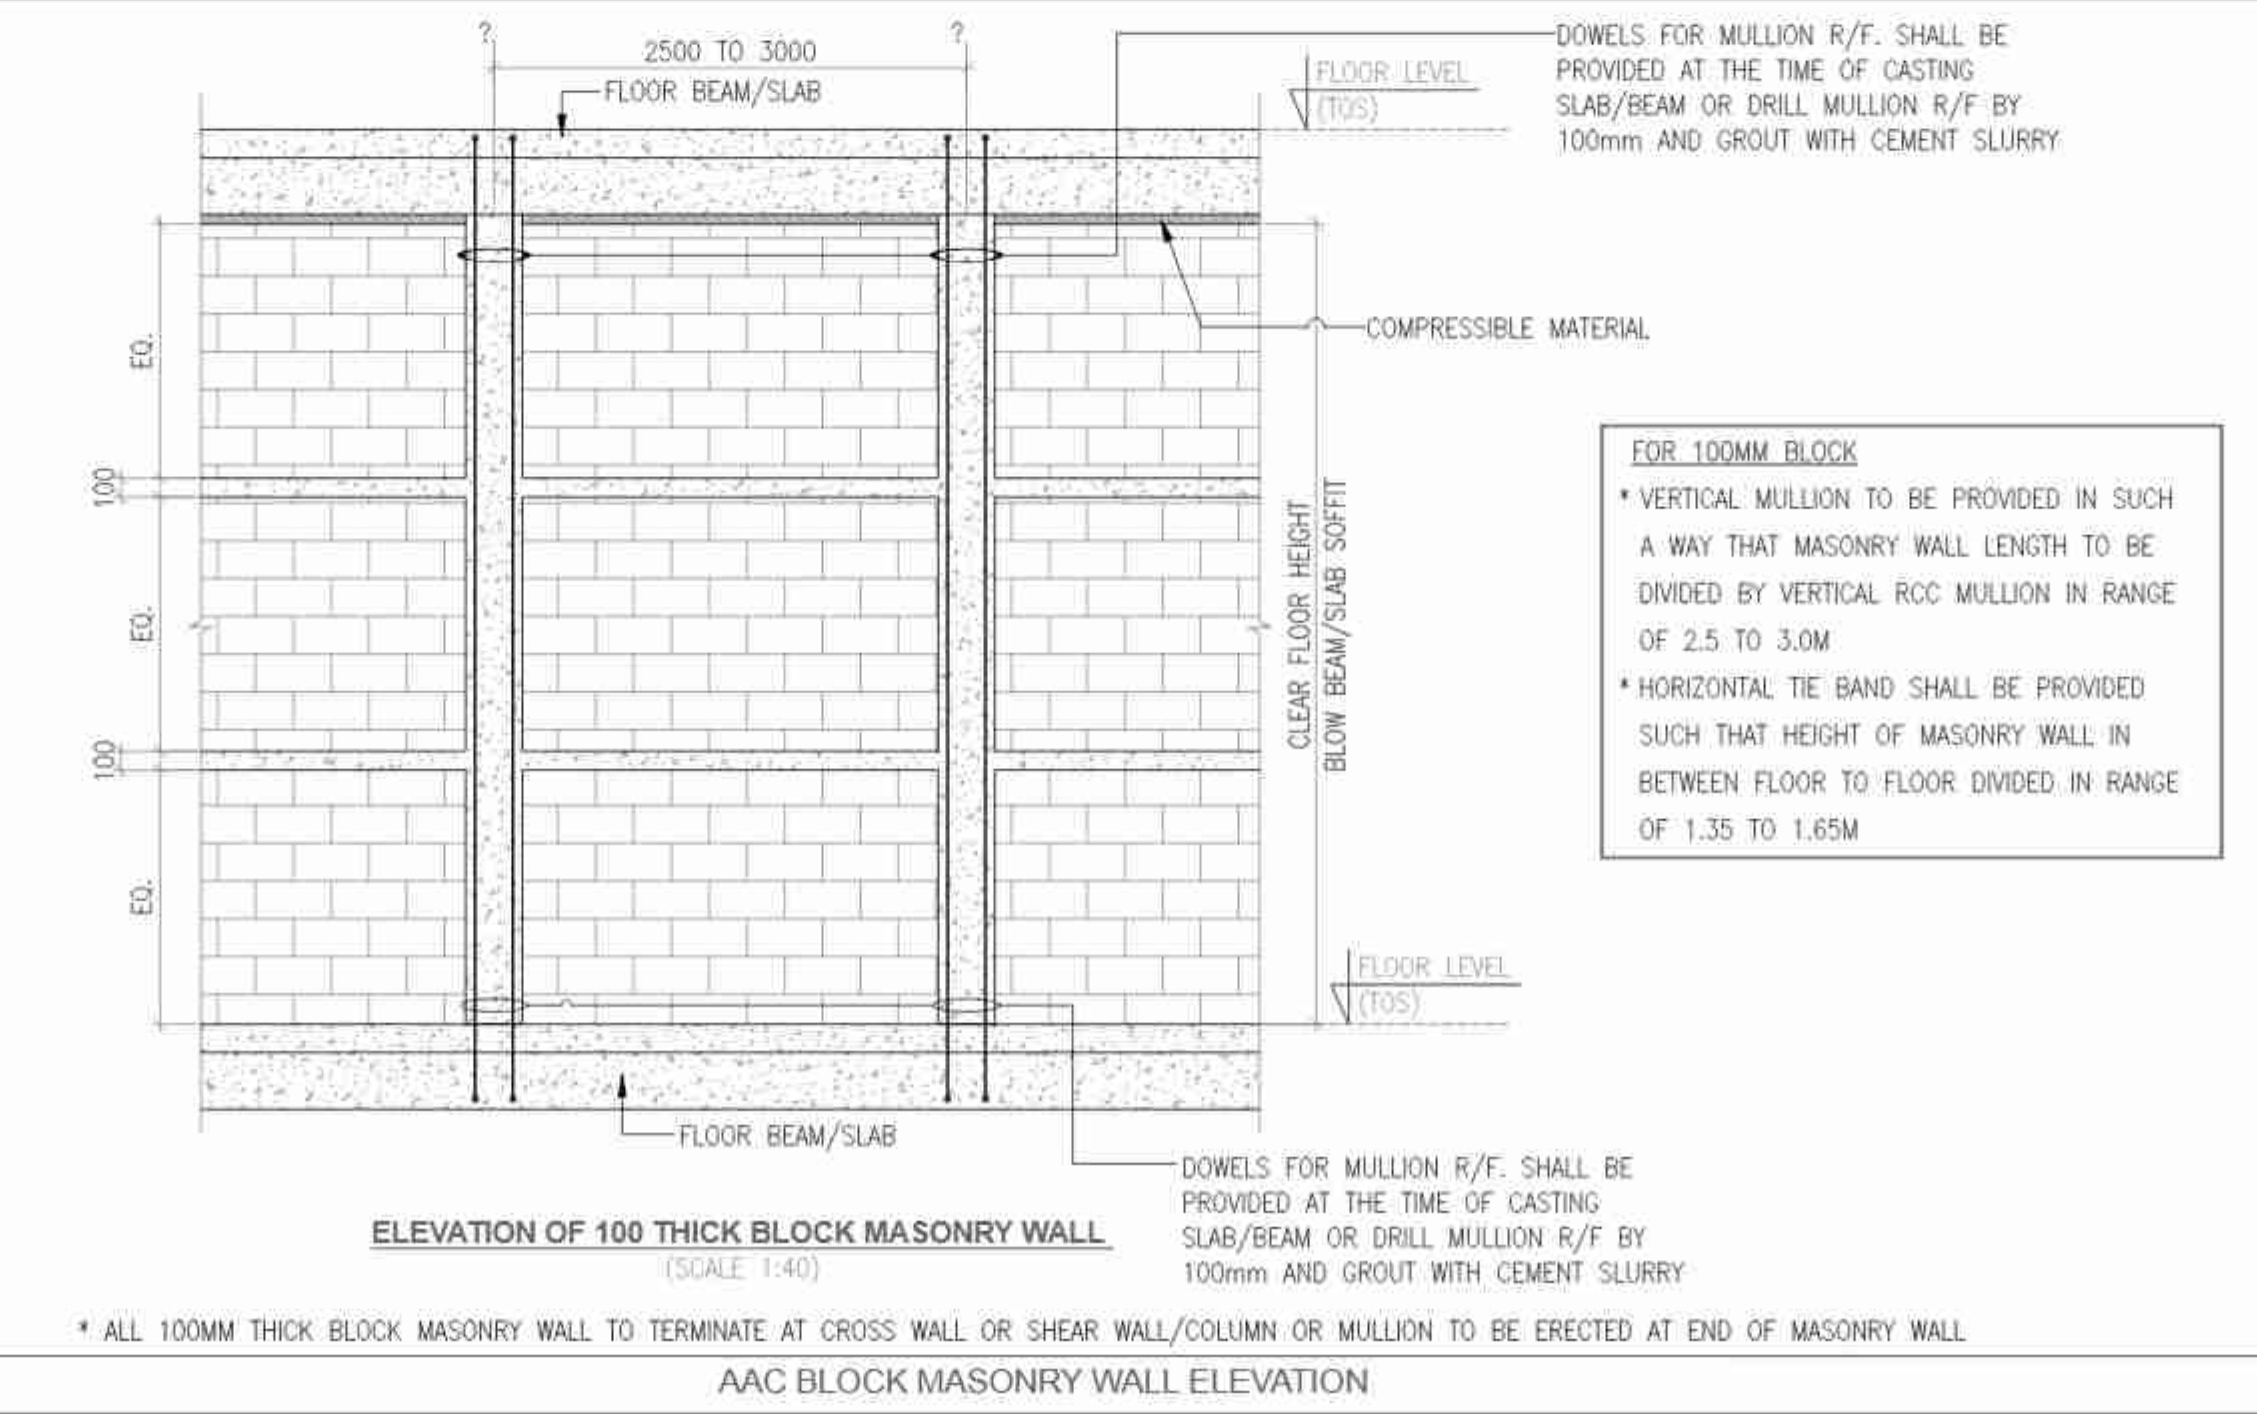 ?
?
2500 TO 3000
FLOOR BEAM/SLAB
FLOOR LEVEL
(TOS)
DOWELS FOR MULLION R/F. SHALL BE
PROVIDED AT THE TIME OF CASTING
SLAB/BEAM OR DRILL MULLION R/F BY
100mm AND GROUT WITH CEMENT SLURRY
COMPRESSIBLE MATERIAL
EQ.
100
EQ.
100
EQ.
CLEAR FLOOR HEIGHT
BLOW BEAM/SLAB SOFFIT
FOR 100MM BLOCK
* VERTICAL MULLION TO BE PROVIDED IN SUCH
A WAY THAT MASONRY WALL LENGTH TO BE
DIVIDED BY VERTICAL RCC MULLION IN RANGE
OF 2.5 TO 3.0M
* HORIZONTAL TIE BAND SHALL BE PROVIDED
SUCH THAT HEIGHT OF MASONRY WALL IN
BETWEEN FLOOR TO FLOOR DIVIDED IN RANGE
OF 1.35 TO 1.65M
FLOOR LEVEL
(TOS)
FLOOR BEAM/SLAB
DOWELS FOR MULLION R/F. SHALL BE
PROVIDED AT THE TIME OF CASTING
SLAB/BEAM OR DRILL MULLION R/F BY
100mm AND GROUT WITH CEMENT SLURRY
ELEVATION OF 100 THICK BLOCK MASONRY WALL
(SCALE 1:40)
* ALL 100MM THICK BLOCK MASONRY WALL TO TERMINATE AT CROSS WALL OR SHEAR WALL/COLUMN OR MULLION TO BE ERECTED AT END OF MASONRY WALL
AAC BLOCK MASONRY WALL ELEVATION